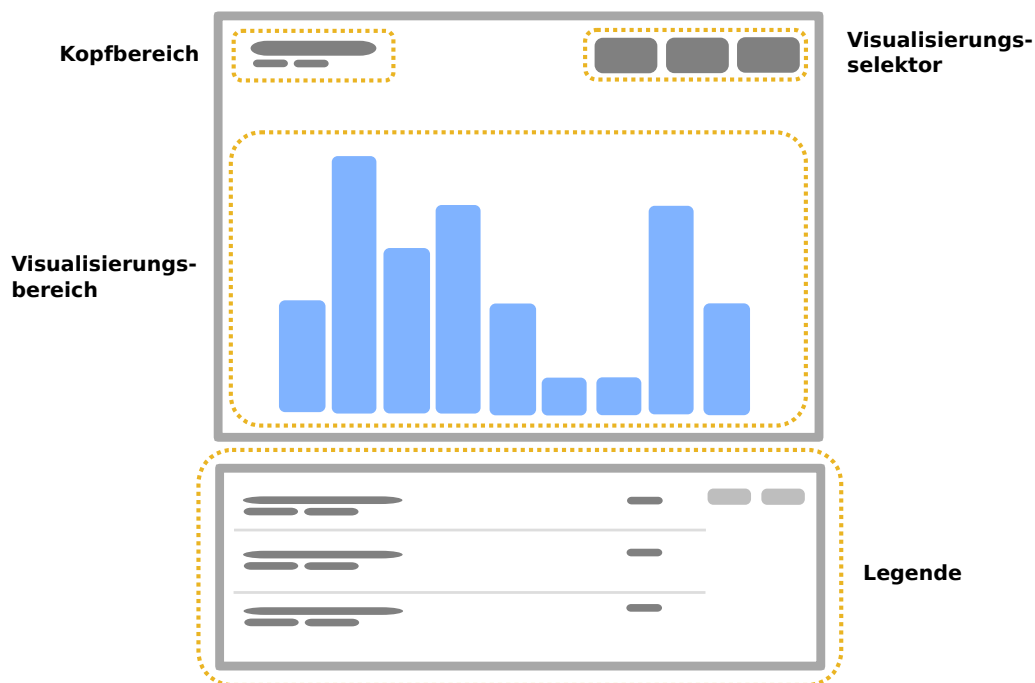 Kopfbereich
Visualisierungs-
selektor
Visualisierungs-
bereich
Legende